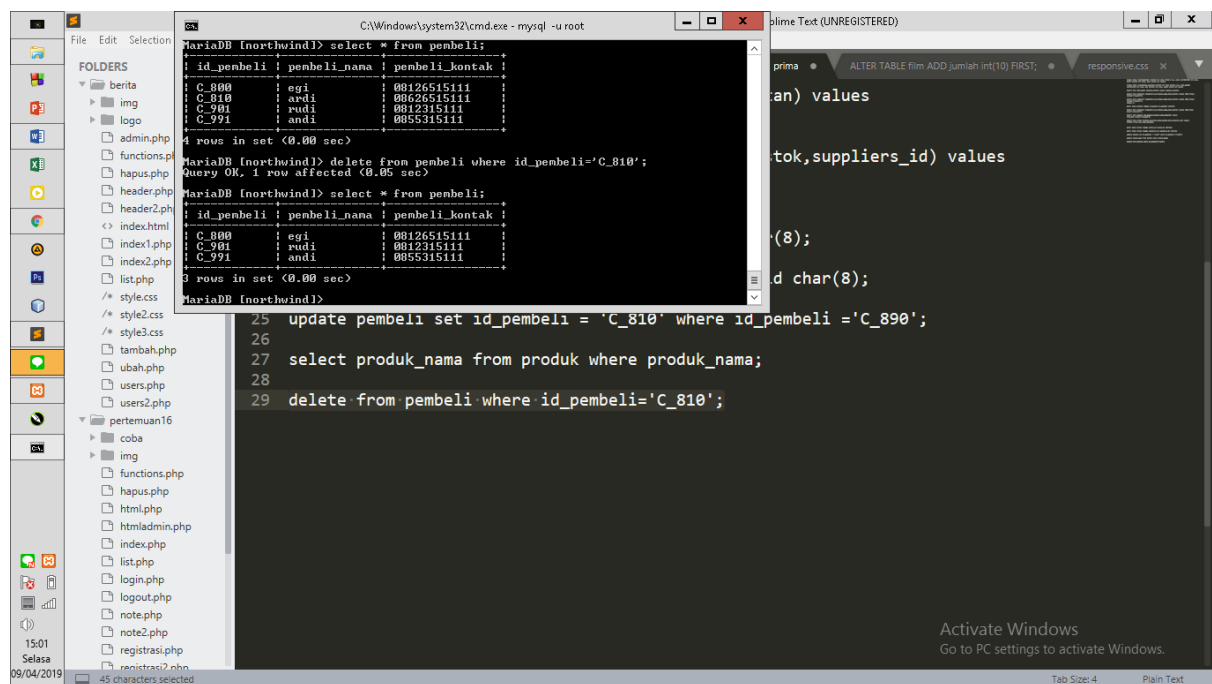 C:\Windows\system32\cmd.exe - mysql -u root
blime Text (UNREGISTERED)
File Edit Selection
MariaDB [northwind]> select * from pembeli;
id_pembeli | pembeli_nama | pembeli_kontak
C_800 | egi | 08126515111
C_810 | ardi | 08626515111
C_901 | rudi | 0812315111
C_991 | andi | 0855315111
4 rows in set (0.00 sec)
MariaDB [northwind]> delete from pembeli where id_pembeli='C_810';
Query OK, 1 row affected (0.05 sec)
MariaDB [northwind]> select * from pembeli;
id_pembeli | pembeli_nama | pembeli_kontak
C_800 | egi | 08126515111
C_901 | rudi | 0812315111
C_991 | andi | 0855315111
3 rows in set (0.00 sec)
MariaDB [northwind]>
FOLDERS
berita
img
logo
admin.php
functions.ph
hapus.php
header.php
header2.ph
index.html
index1.php
index2.php
list.php
style.css
style2.css
style3.css
tambah.php
ubah.php
users.php
users2.php
pertemuan16
coba
img
functions.php
hapus.php
html.php
htmladmin.php
index.php
list.php
login.php
logout.php
note.php
note2.php
registrasi.php
registrasi2.php
prima
ALTER TABLE film ADD jumlah int(10) FIRST;
responsive.css
tan) values
stok,suppliers_id) values
r(8);
id char(8);
25 update pembeli set id_pembeli = 'C_810' where id_pembeli ='C_890';
26
27 select produk_nama from produk where produk_nama;
28
29 delete from pembeli where id_pembeli='C_810';
Activate Windows
Go to PC settings to activate Windows.
15:01
Selasa
09/04/2019
45 characters selected
Tab Size: 4
Plain Text